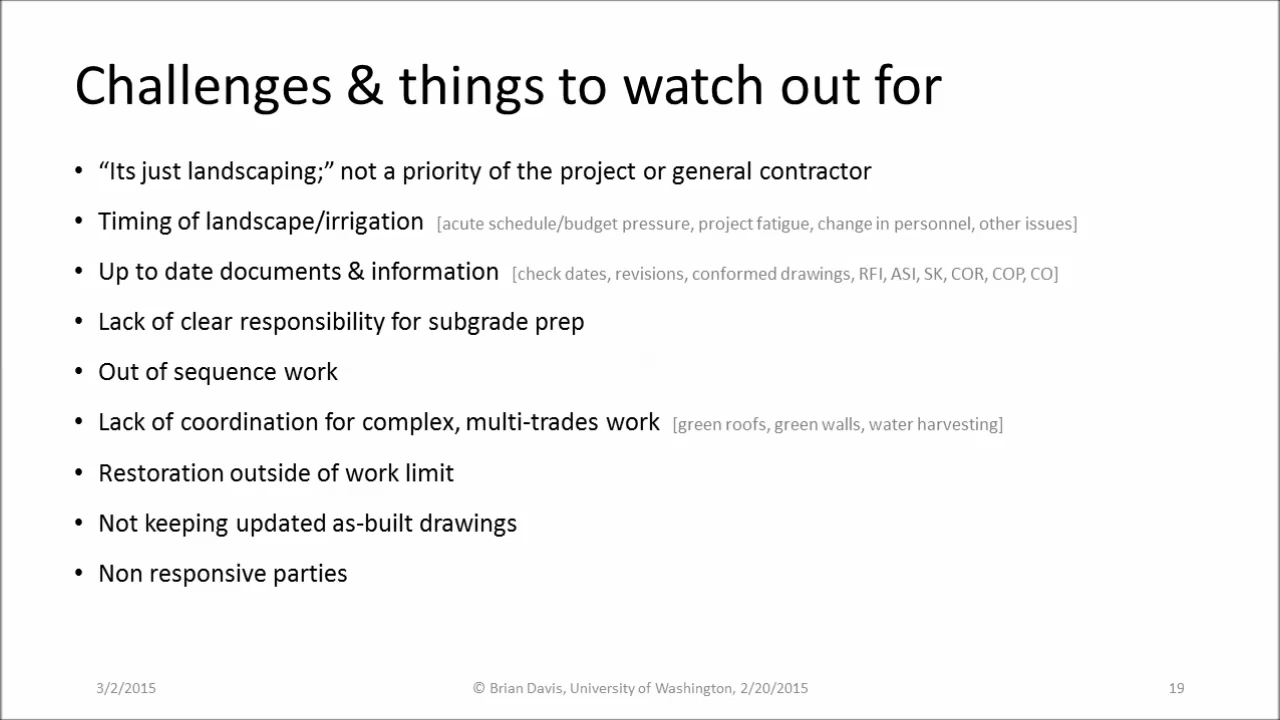 Challenges & things to watch out for
• “Its just landscaping;” not a priority of the project or general contractor
• Timing of landscape/irrigation [acute schedule/budget pressure, project fatigue, change in personnel, other issues]
• Up to date documents & information [check dates, revisions, conformed drawings, RFI, ASI, SK, COR, COP, CO]
• Lack of clear responsibility for subgrade prep
• Out of sequence work
• Lack of coordination for complex, multi-trades work [green roofs, green walls, water harvesting]
• Restoration outside of work limit
• Not keeping updated as-built drawings
• Non responsive parties
3/2/2015 © Brian Davis, University of Washington, 2/20/2015 19